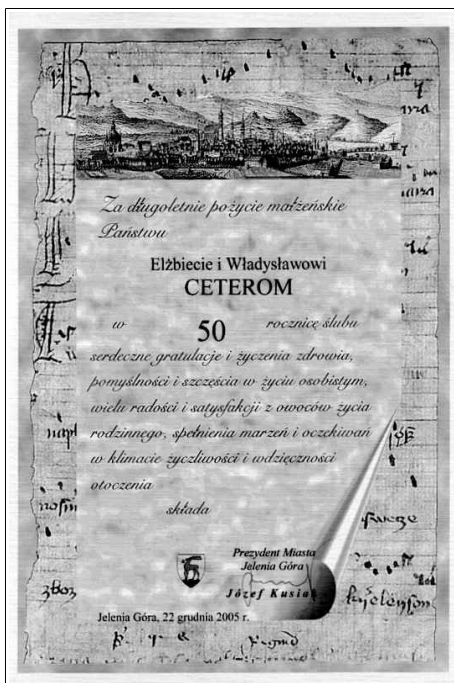 Za długoletnie pożycie małżeńskie
Państwu
Elżbiecie i Władysławowi
CETEROM
w 50 rocznicę ślubu
serdeczne gratulacje i życzenia zdrowia,
pomyślności i szczęścia w życiu osobistym,
wielu radości i satysfakcji z owoców życia
rodzinnego, spełnienia marzeń i oczekiwań
w klimacie życzliwości i wdzięczności
otoczenia
składa
Prezydent Miasta
Jelenia Góra
Józef Kusiak
Jelenia Góra, 22 grudnia 2005 r.